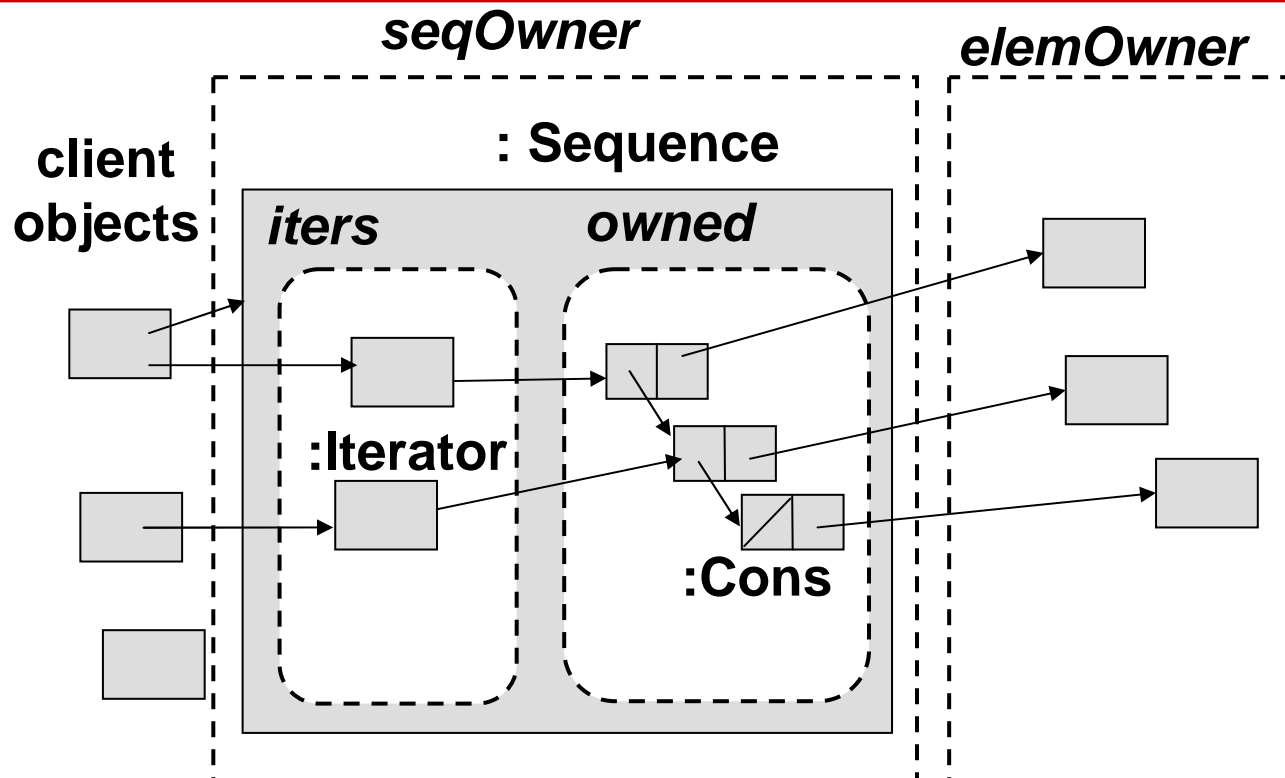 seqOwner
elemOwner
client
objects
: Sequence
iters
owned
:Iterator
:Cons